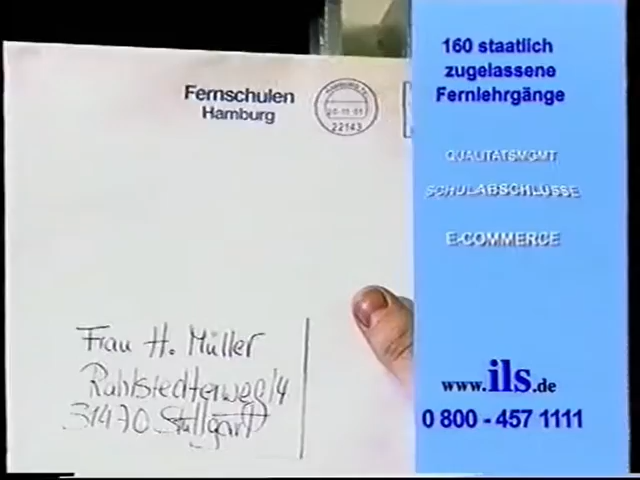 Fernschulen
Hamburg
22143
Frau H. Müller
Rahlstedterweg 14
31470 Stuttgart
160 staatlich
zugelassene
Fernlehrgänge
QUALITÄTSMGMT
SCHULABSCHLÜSSE
E-COMMERCE
www.ils.de
0 800 - 457 1111